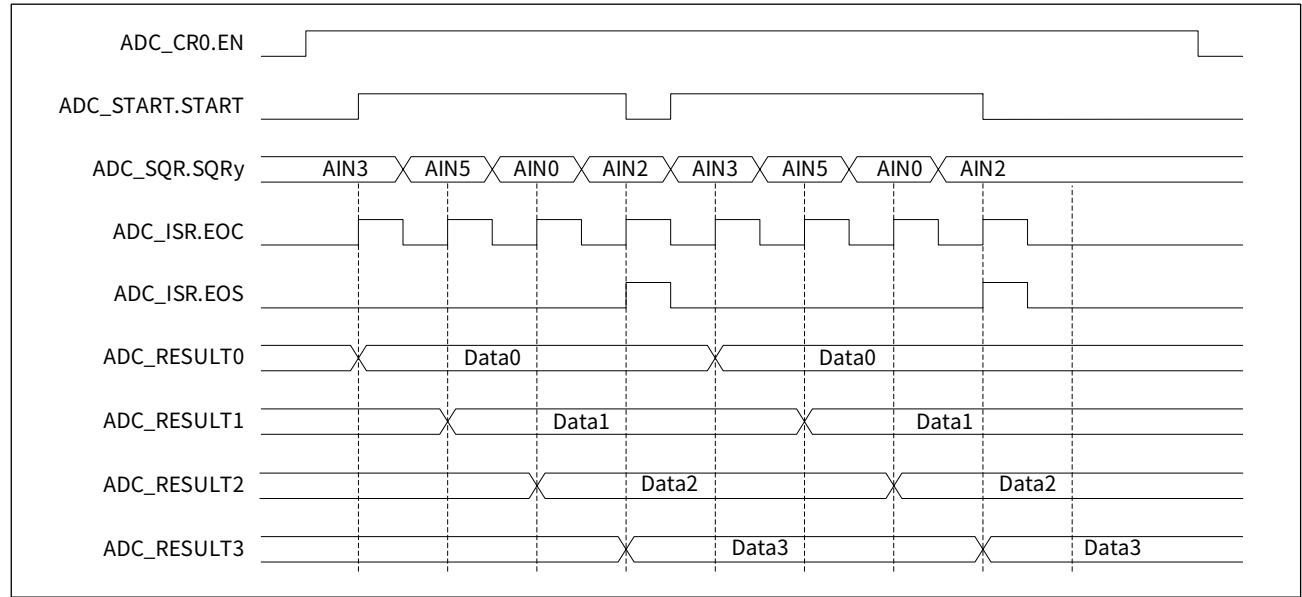 ADC_CR0.EN
ADC_START.START
ADC_SQR.SQRy AIN3 AIN5 AIN0 AIN2 AIN3 AIN5 AIN0 AIN2
ADC_ISR.EOC
ADC_ISR.EOS
ADC_RESULT0 Data0 Data0
ADC_RESULT1 Data1 Data1
ADC_RESULT2 Data2 Data2
ADC_RESULT3 Data3 Data3